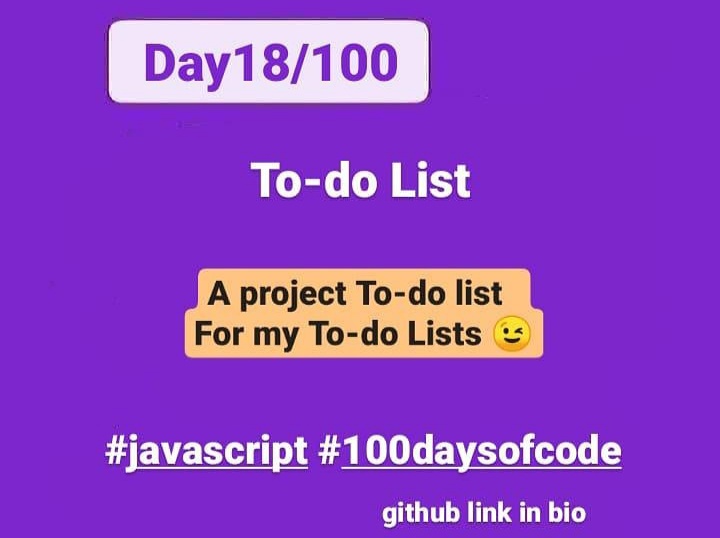 Day18/100
To-do List
A project To-do list
For my To-do Lists 😉
#javascript #100daysofcode
github link in bio